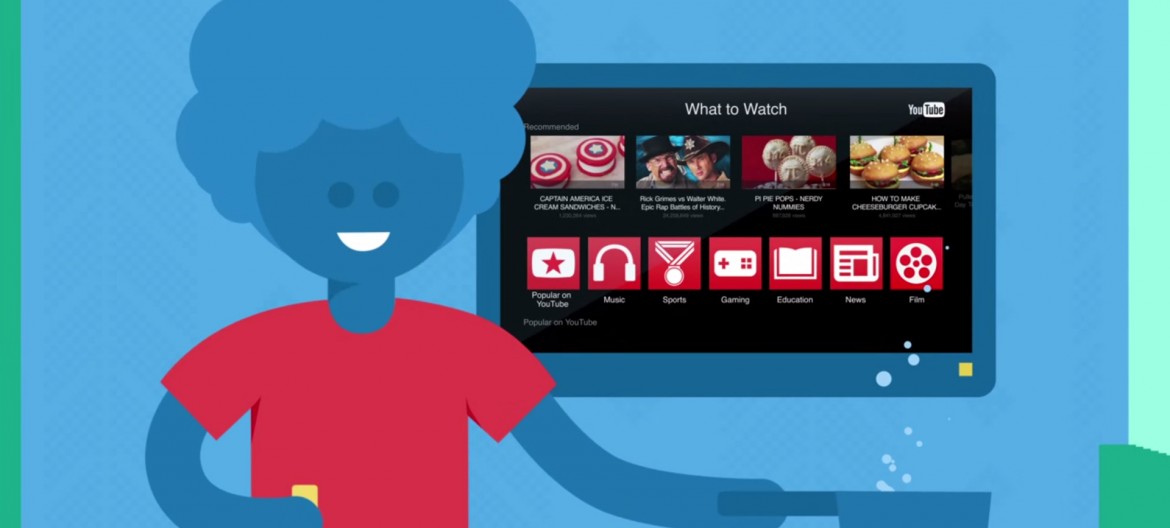 What to Watch
YouTube
Recommended
CAPTAIN AMERICA ICE
CREAM SANDWICHES - N...
Rick Grimes vs Walter White.
Epic Rap Battles of History...
PI PIE POPS - NERDY
NUMMIES
HOW TO MAKE
CHEESEBURGER CUPCAK...
Popular on
YouTube
Music
Sports
Gaming
Education
News
Film
Popular on YouTube